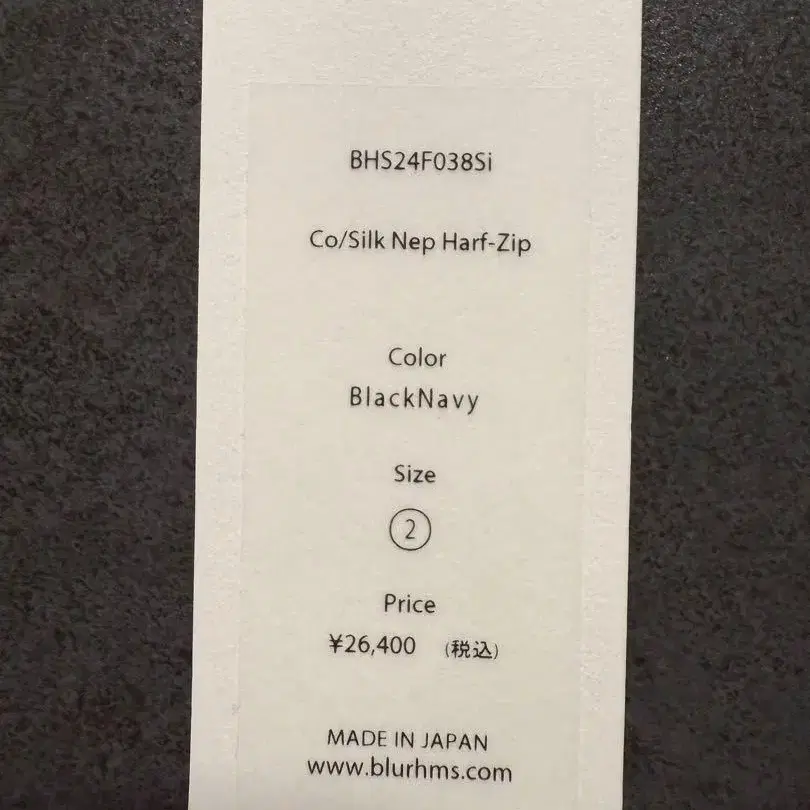 BHS24F038Si
Co/Silk Nep Harf-Zip
Color
BlackNavy
Size
2
Price
¥26,400 (税込)
MADE IN JAPAN
www.blurhms.com